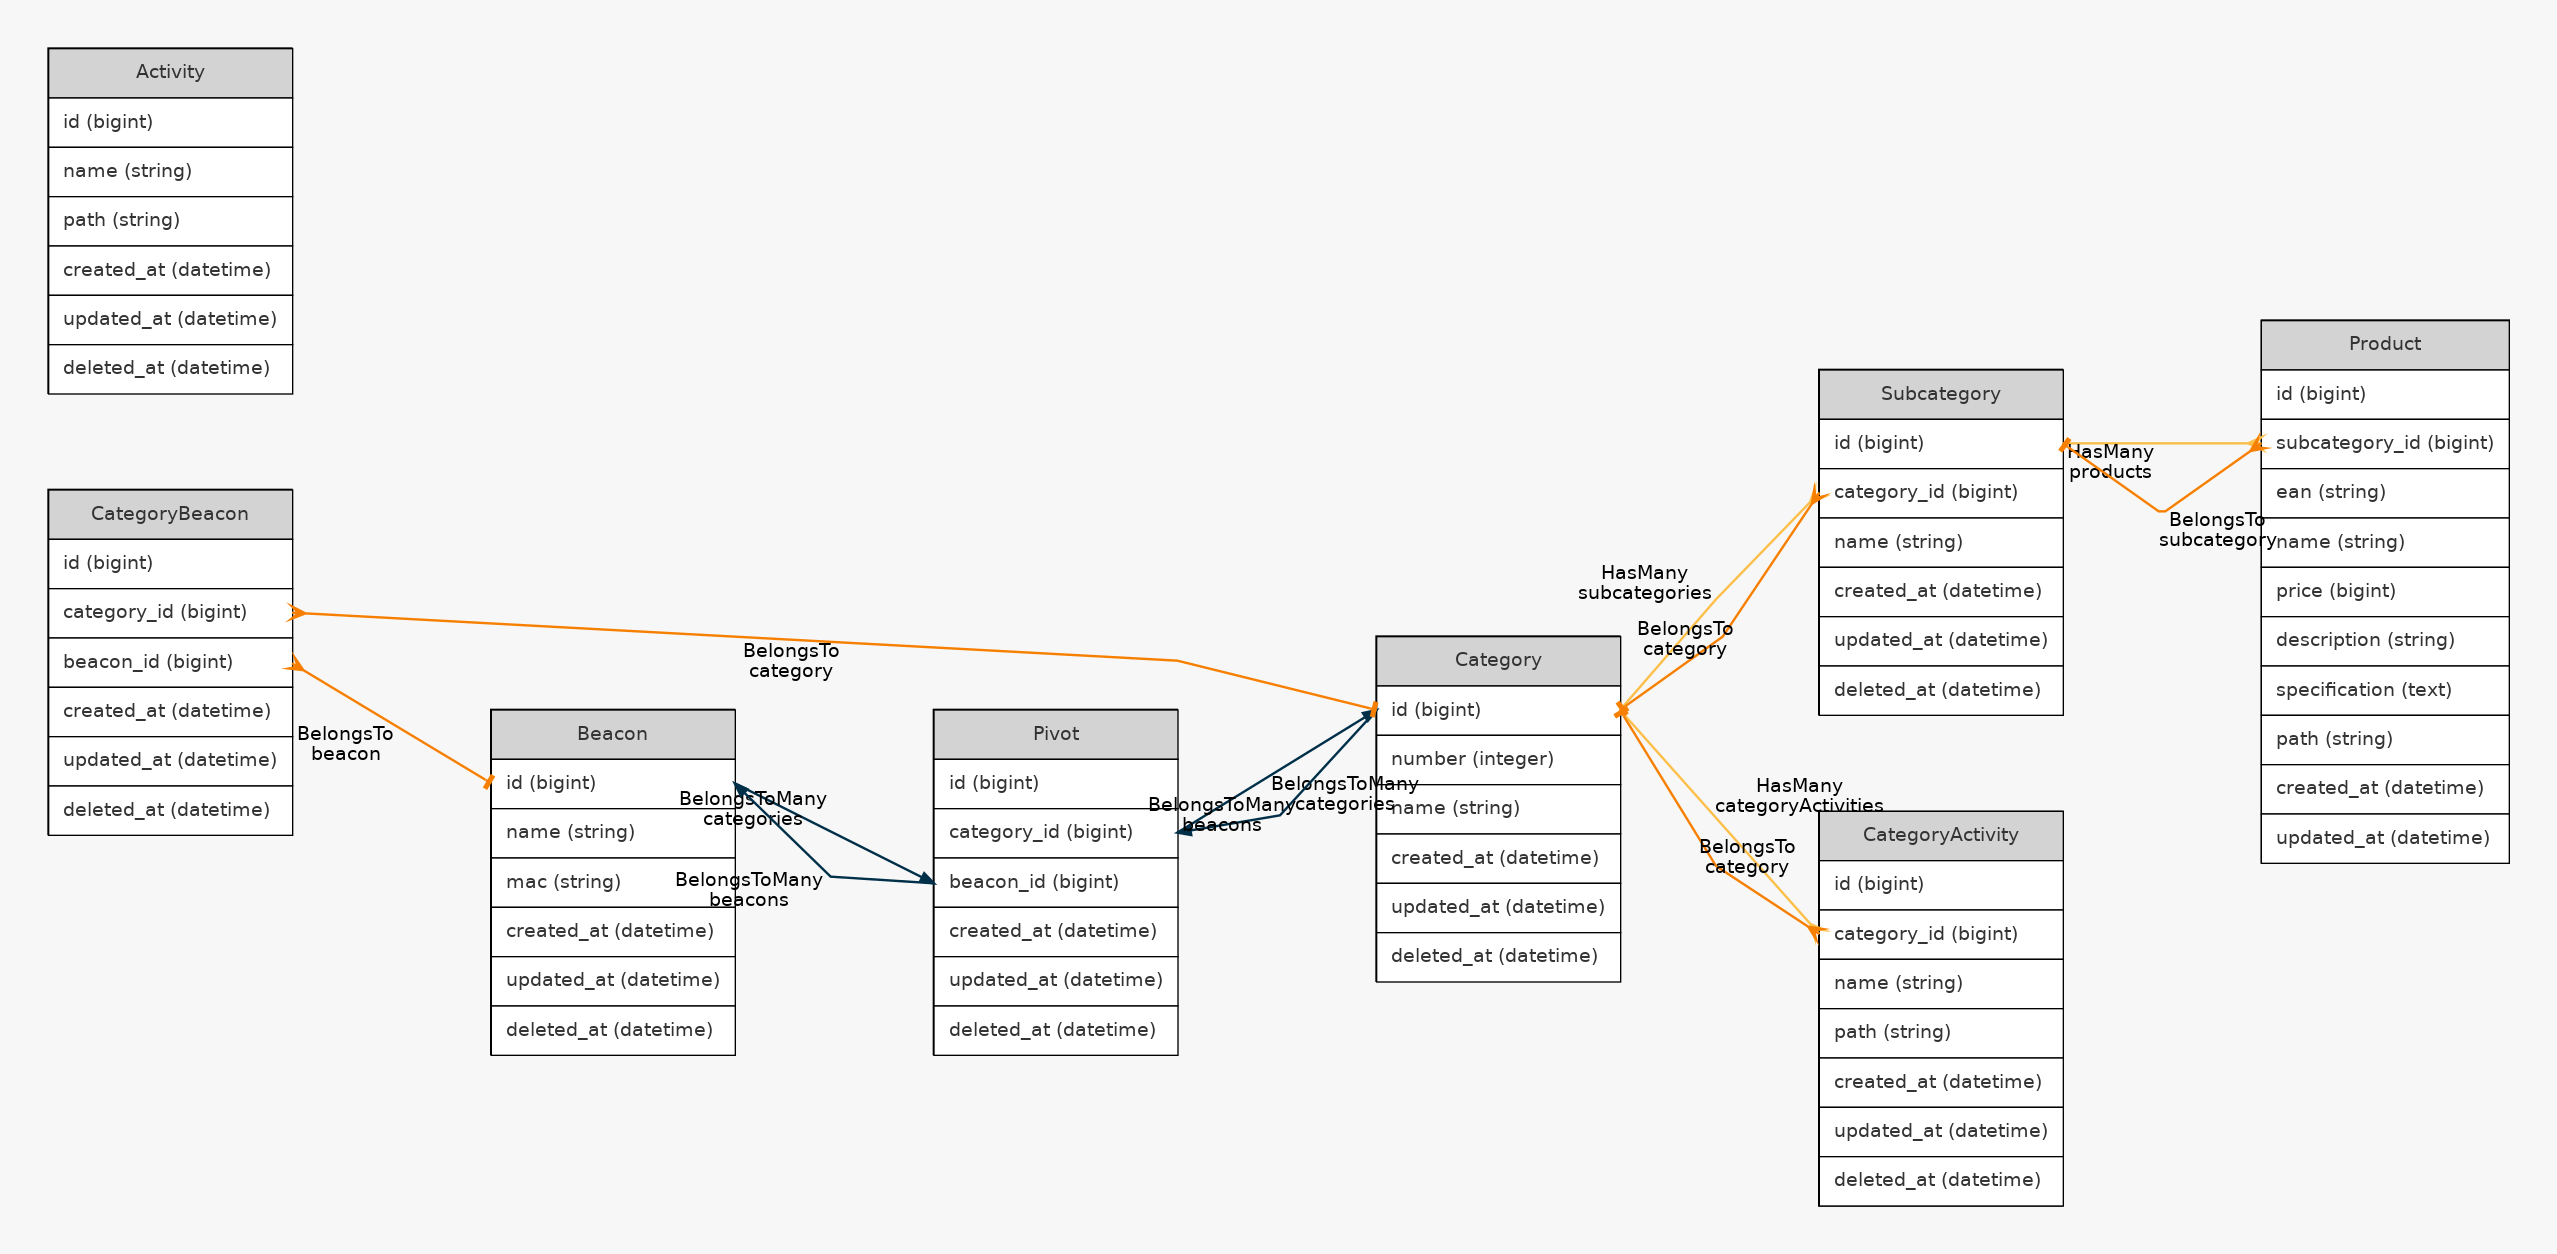 Activity
id (bigint)
name (string)
path (string)
created_at (datetime)
updated_at (datetime)
deleted_at (datetime)
CategoryBeacon
id (bigint)
category_id (bigint)
beacon_id (bigint)
created_at (datetime)
updated_at (datetime)
deleted_at (datetime)
BelongsTo
beacon
BelongsTo
category
Beacon
id (bigint)
name (string)
mac (string)
created_at (datetime)
updated_at (datetime)
deleted_at (datetime)
BelongsToMany
categories
BelongsToMany
beacons
Pivot
id (bigint)
category_id (bigint)
beacon_id (bigint)
created_at (datetime)
updated_at (datetime)
deleted_at (datetime)
BelongsToMany
beacons
BelongsToMany
categories
Category
id (bigint)
number (integer)
name (string)
created_at (datetime)
updated_at (datetime)
deleted_at (datetime)
HasMany
subcategories
BelongsTo
category
HasMany
categoryActivities
BelongsTo
category
Subcategory
id (bigint)
category_id (bigint)
name (string)
created_at (datetime)
updated_at (datetime)
deleted_at (datetime)
CategoryActivity
id (bigint)
category_id (bigint)
name (string)
path (string)
created_at (datetime)
updated_at (datetime)
deleted_at (datetime)
HasMany
products
BelongsTo
subcategory
Product
id (bigint)
subcategory_id (bigint)
ean (string)
name (string)
price (bigint)
description (string)
specification (text)
path (string)
created_at (datetime)
updated_at (datetime)